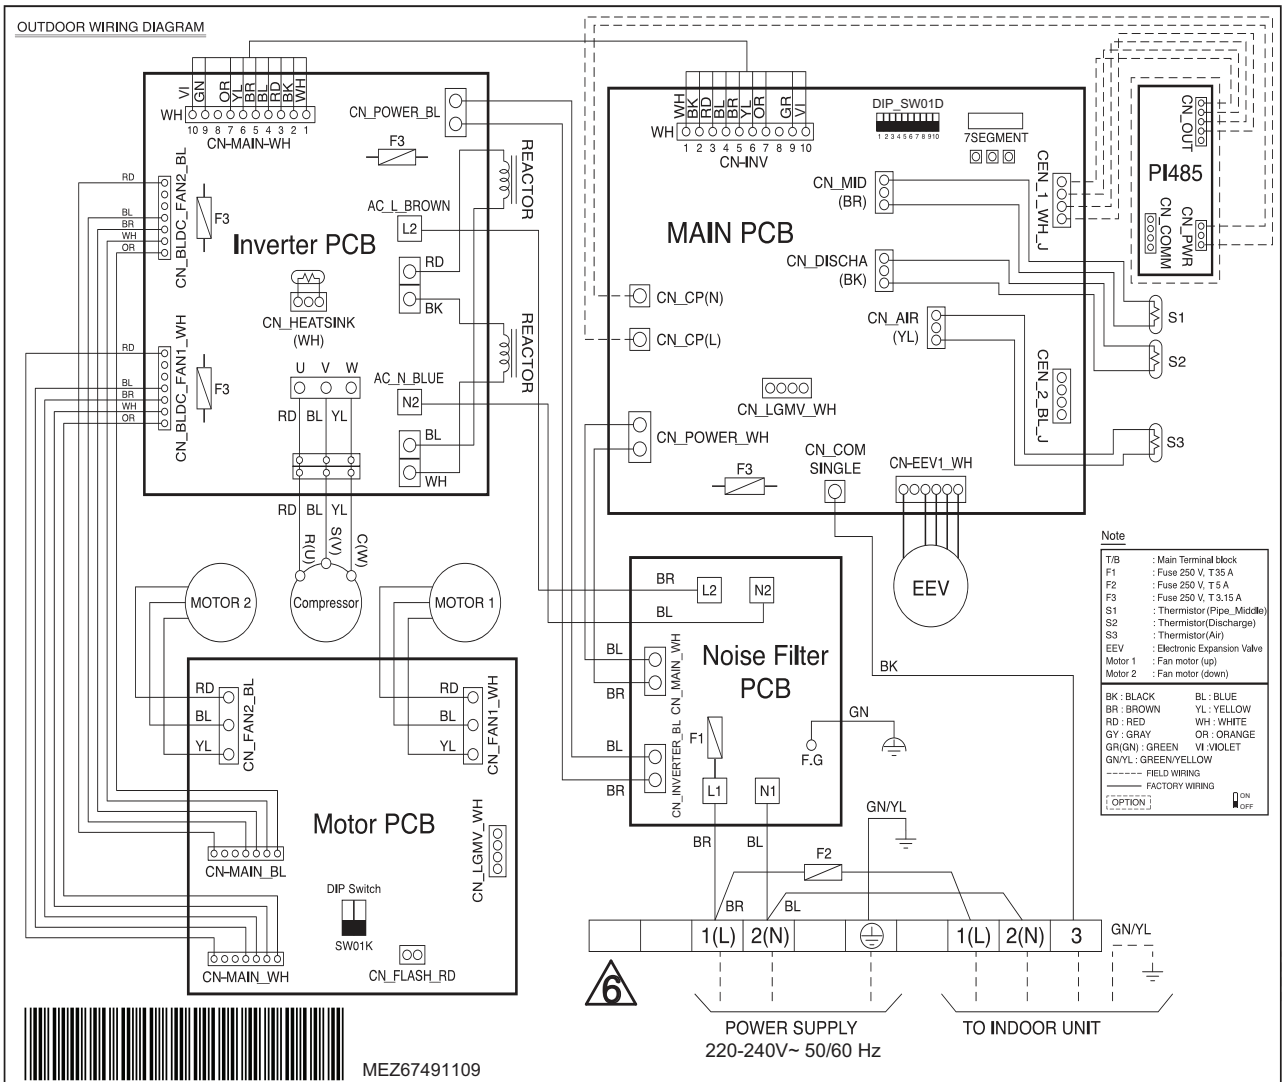 OUTDOOR WIRING DIAGRAM
VI GN OR YL BR BL RD BK WH
WH
10 9 8 7 6 5 4 3 2 1
CN-MAIN-WH
CN_POWER_BL
F3
REACTOR
CN_BLDC_FAN2_BL
RD
BL
BR
WH
OR
F3
Inverter PCB
AC_L_BROWN
L2
RD
BK
CN_HEATSINK
(WH)
REACTOR
CN_BLDC_FAN1_WH
RD
BL
BR
WH
OR
F3
U V W
RD BL YL
AC_N_BLUE
N2
BL
WH
RD BL YL
R(U) S(V) C(W)
MOTOR 2
Compressor
MOTOR 1
RD
BL
YL
CN_FAN2_BL
RD
BL
YL
CN_FAN1_WH
Motor PCB
CN_LGMV_WH
CN-MAIN_BL
DIP Switch
SW01K
CN-MAIN_WH
CN_FLASH_RD
MEZ67491109
WH BK RD BL BR YL OR GR VI
WH
1 2 3 4 5 6 7 8 9 10
CN-INV
DIP_SW01D
1 2 3 4 5 6 7 8 9 10
7SEGMENT
MAIN PCB
CN_MID
(BR)
CEN_1_WH_J
CN_DISCHA
(BK)
CN_CP(N)
CN_AIR
(YL)
CN_CP(L)
CN_LGMV_WH
CEN_2_BL_J
CN_POWER_WH
F3
CN_COM
SINGLE
CN-EEV1_WH
EEV
CN_OUT
PI485
CN_COMM
CN_PWR
S1
S2
S3
BR
L2
N2
BL
Noise Filter
PCB
BL
BR
CN_MAIN_WH
BL
BR
CN_INVERTER_BL
F1
L1
N1
F.G
GN
BK
BR
BL
GN/YL
F2
BR
BL
1(L) 2(N) 1(L) 2(N) 3
GN/YL
6
POWER SUPPLY
220-240V~ 50/60 Hz
TO INDOOR UNIT
Note
T/B : Main Terminal block
F1 : Fuse 250 V, T 35 A
F2 : Fuse 250 V, T 5 A
F3 : Fuse 250 V, T 3.15 A
S1 : Thermistor (Pipe_Middle)
S2 : Thermistor(Discharge)
S3 : Thermistor(Air)
EEV : Electronic Expansion Valve
Motor 1 : Fan motor (up)
Motor 2 : Fan motor (down)
BK : BLACK BL : BLUE
BR : BROWN YL : YELLOW
RD : RED WH : WHITE
GY : GRAY OR : ORANGE
GR(GN) : GREEN VI :VIOLET
GN/YL : GREEN/YELLOW
FIELD WIRING
FACTORY WIRING
OPTION
ON
OFF